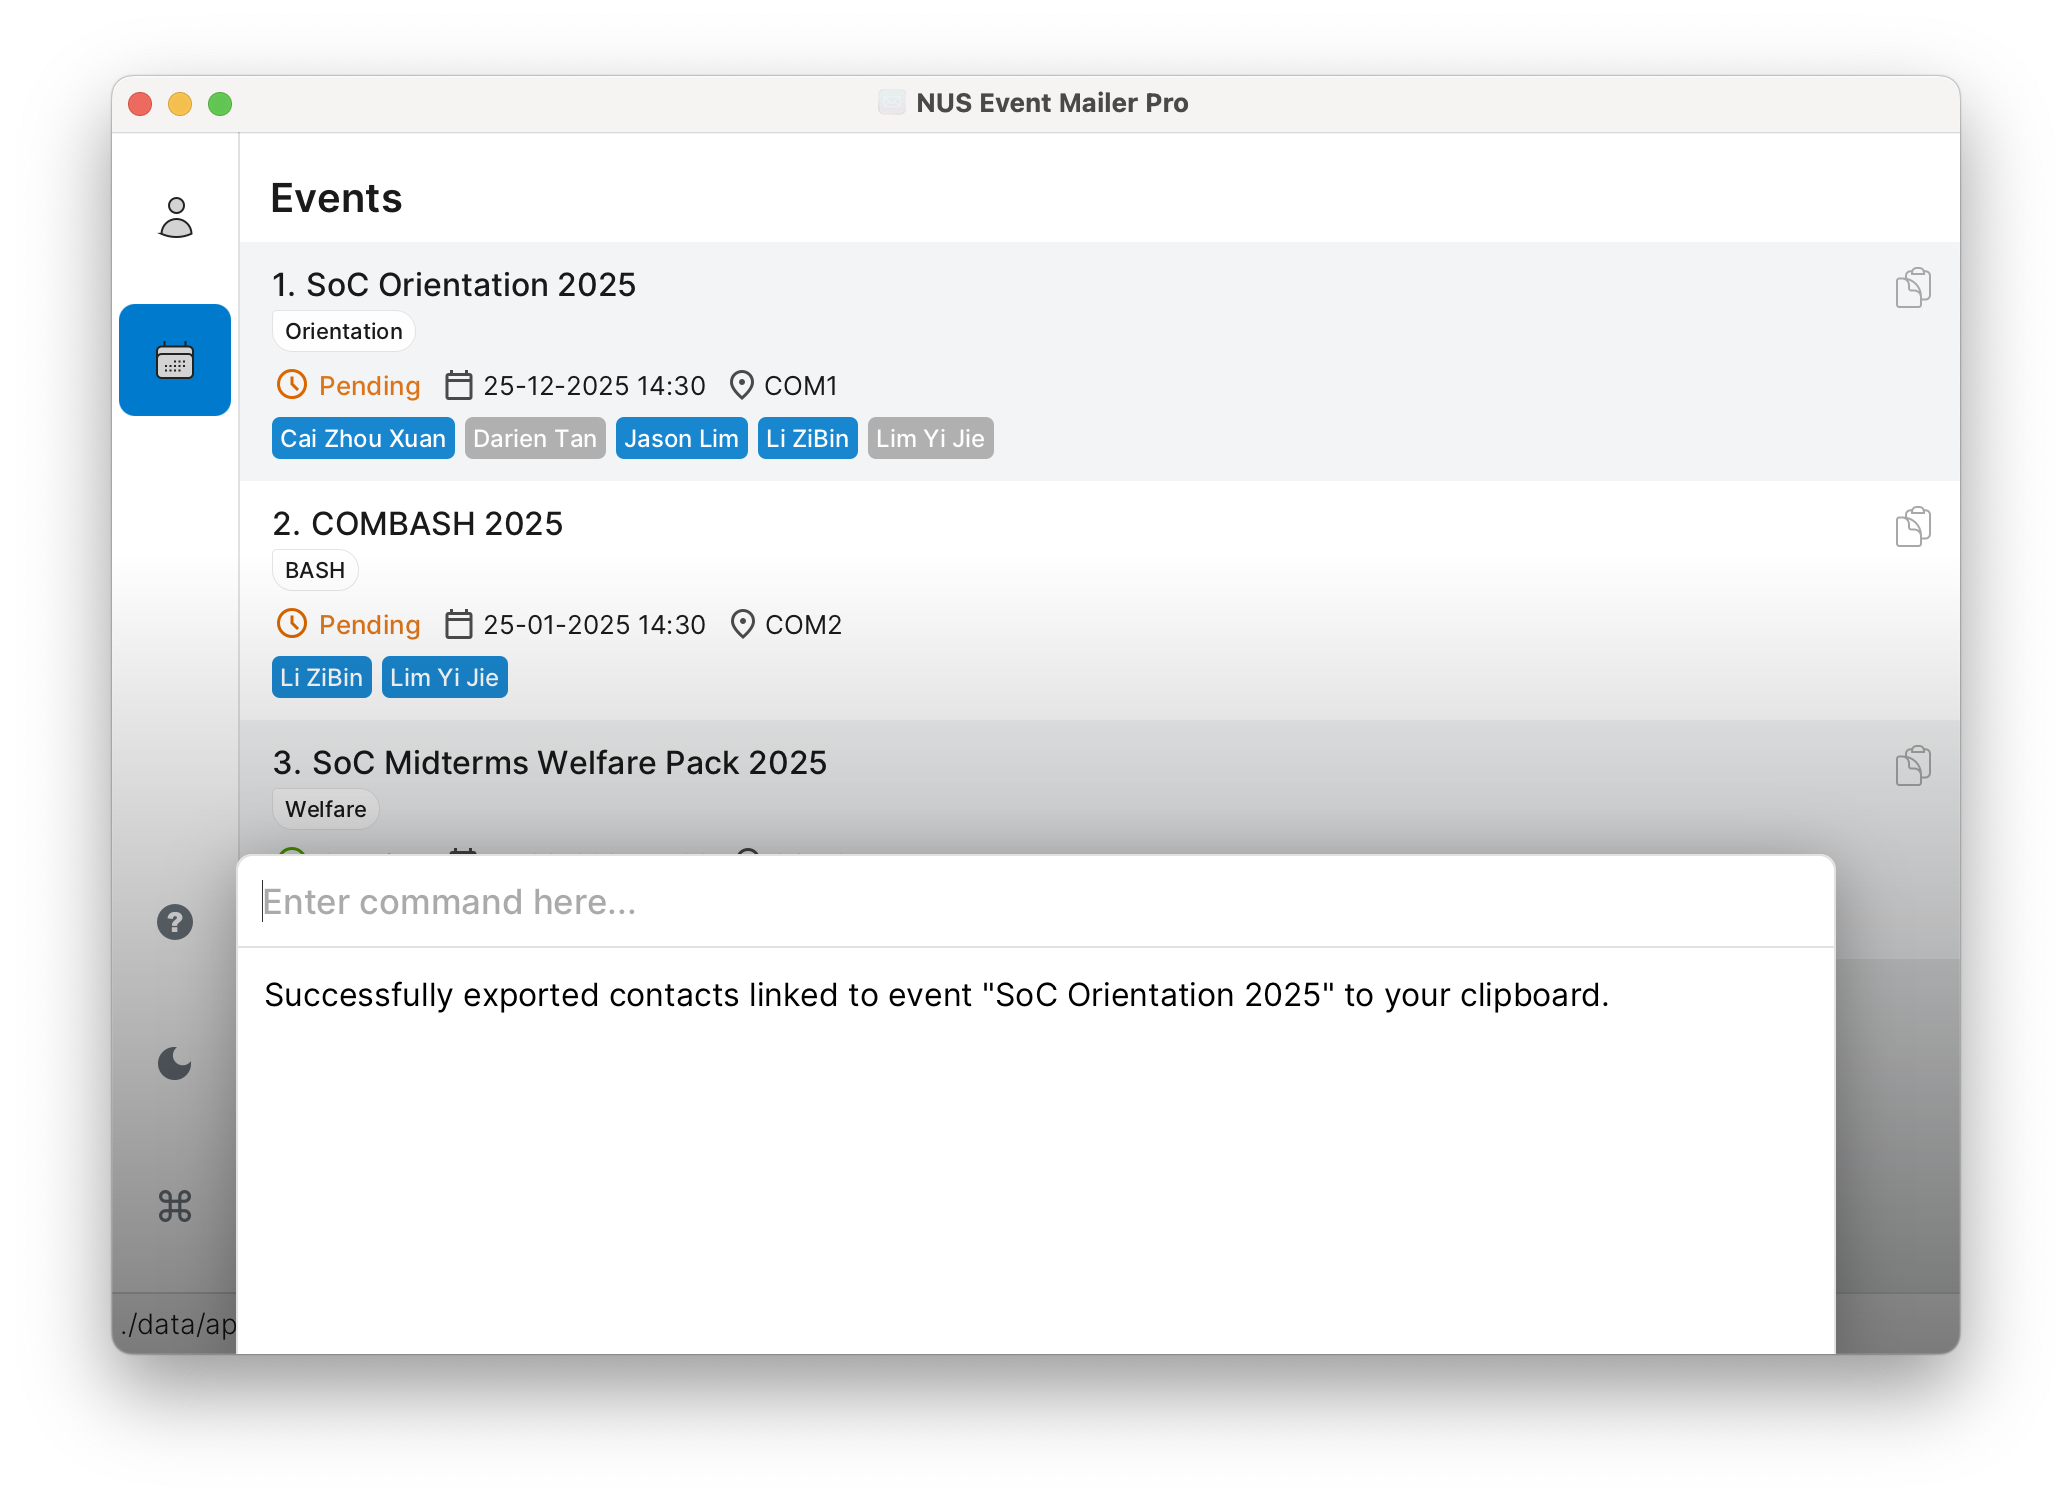 NUS Event Mailer Pro
Events
1. SoC Orientation 2025
Orientation
Pending 25-12-2025 14:30 COM1
Cai Zhou Xuan Darien Tan Jason Lim Li ZiBin Lim Yi Jie
2. COMBASH 2025
BASH
Pending 25-01-2025 14:30 COM2
Li ZiBin Lim Yi Jie
3. SoC Midterms Welfare Pack 2025
Welfare
Enter command here...
Successfully exported contacts linked to event "SoC Orientation 2025" to your clipboard.
./data/ap